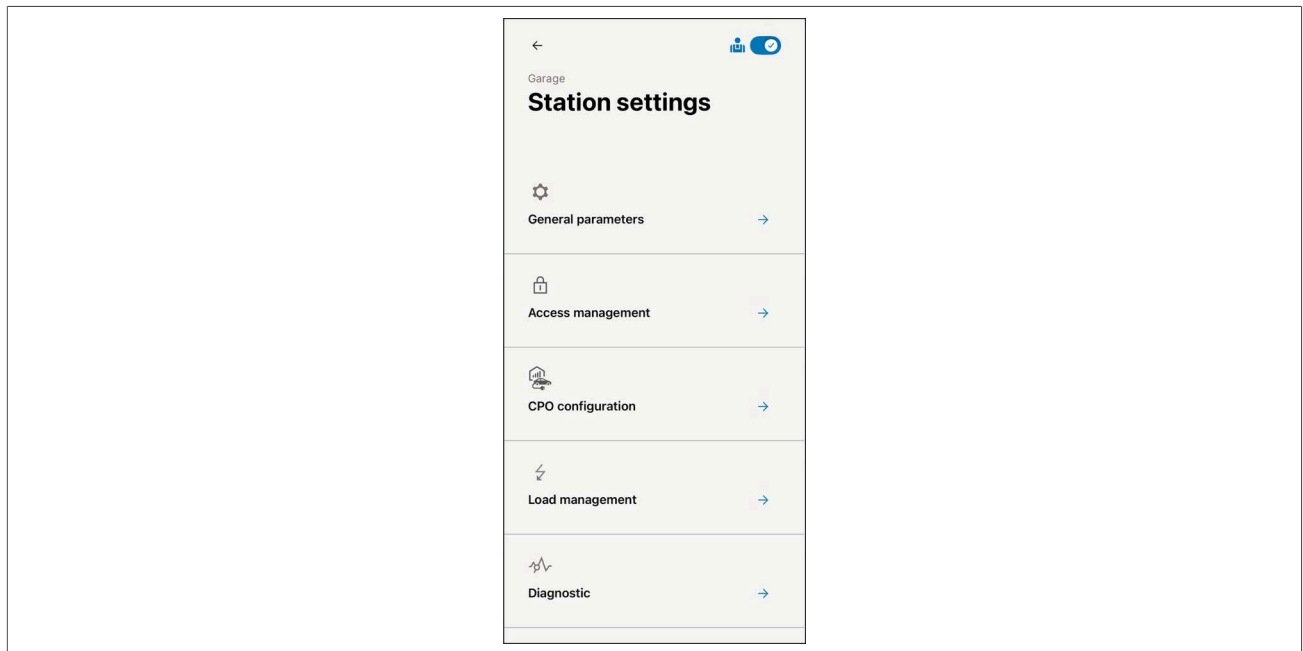 Garage
Station settings
General parameters
Access management
CPO configuration
Load management
Diagnostic